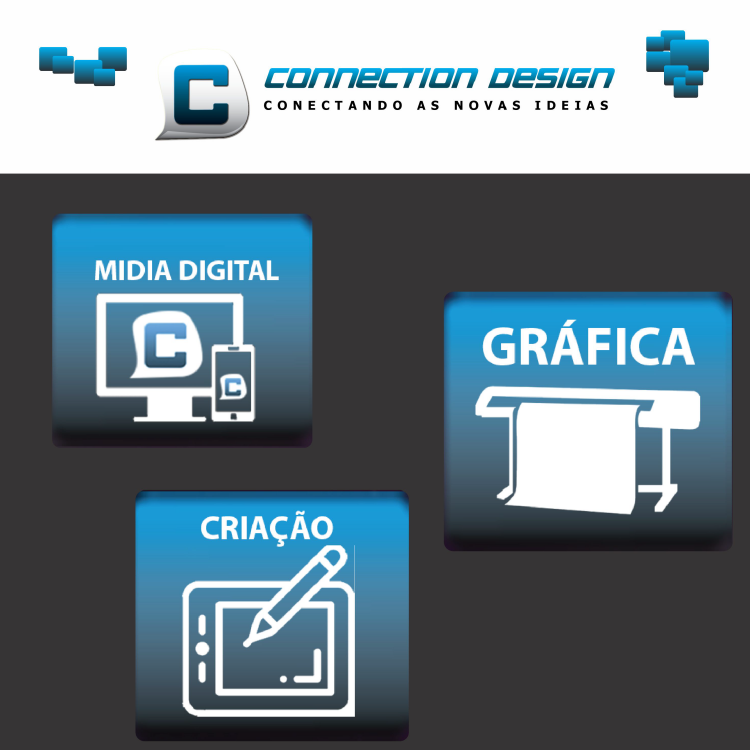 C CONNECTION DESIGN
CONECTANDO AS NOVAS IDEIAS
MIDIA DIGITAL
C
C
GRÁFICA
CRIAÇÃO